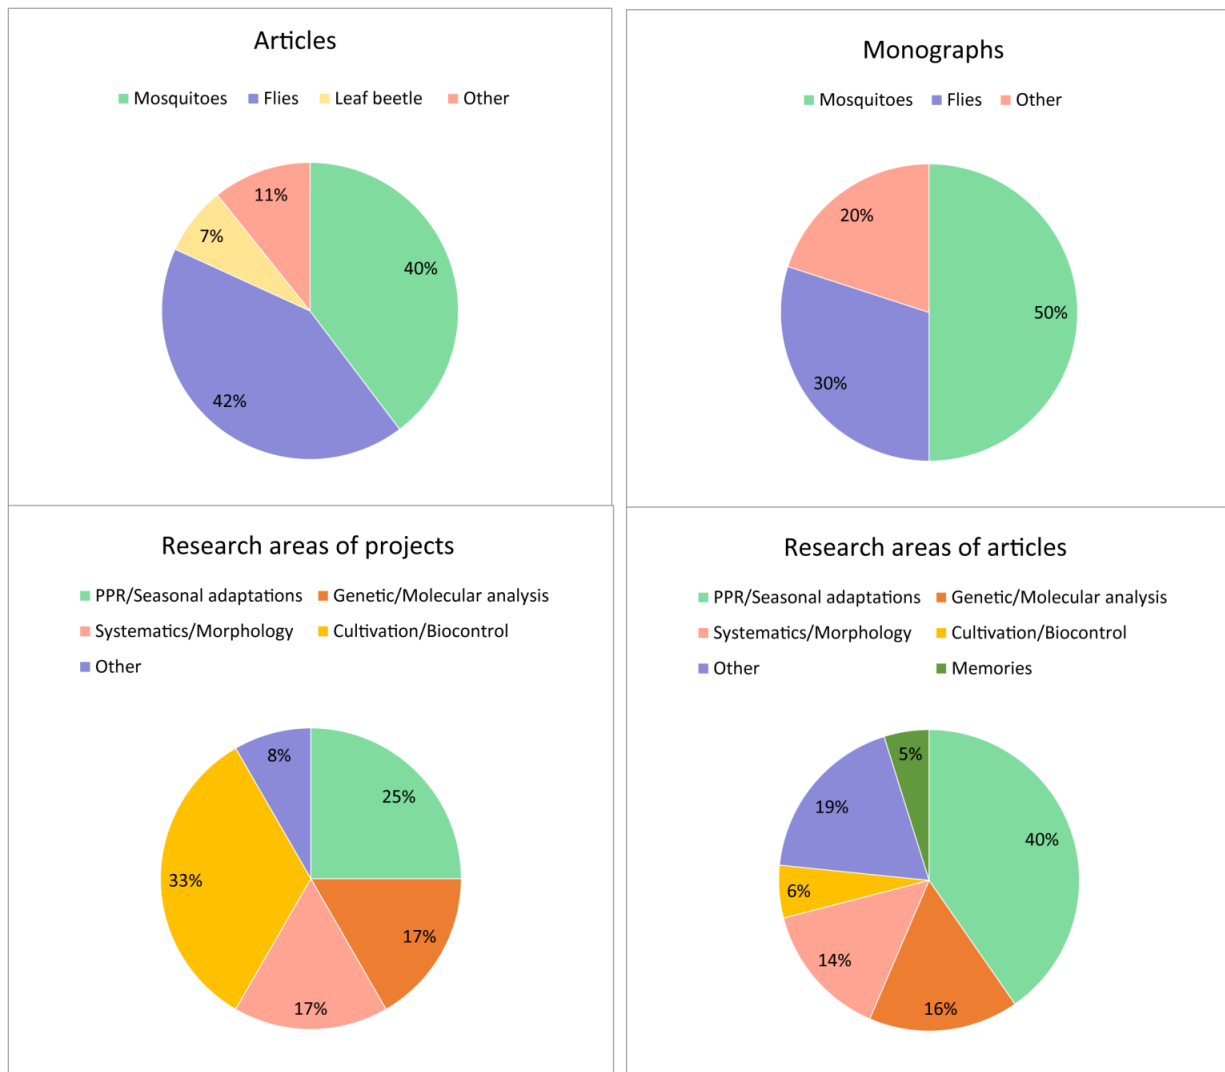 Articles
Mosquitoes Flies Leaf beetle Other
11%
7%
40%
42%
Monographs
Mosquitoes Flies Other
20%
50%
30%
Research areas of projects
PPR/Seasonal adaptations Genetic/Molecular analysis
Systematics/Morphology Cultivation/Biocontrol
Other
8%
25%
33%
17%
17%
Research areas of articles
PPR/Seasonal adaptations Genetic/Molecular analysis
Systematics/Morphology Cultivation/Biocontrol
Other Memories
5%
19%
40%
6%
14%
16%